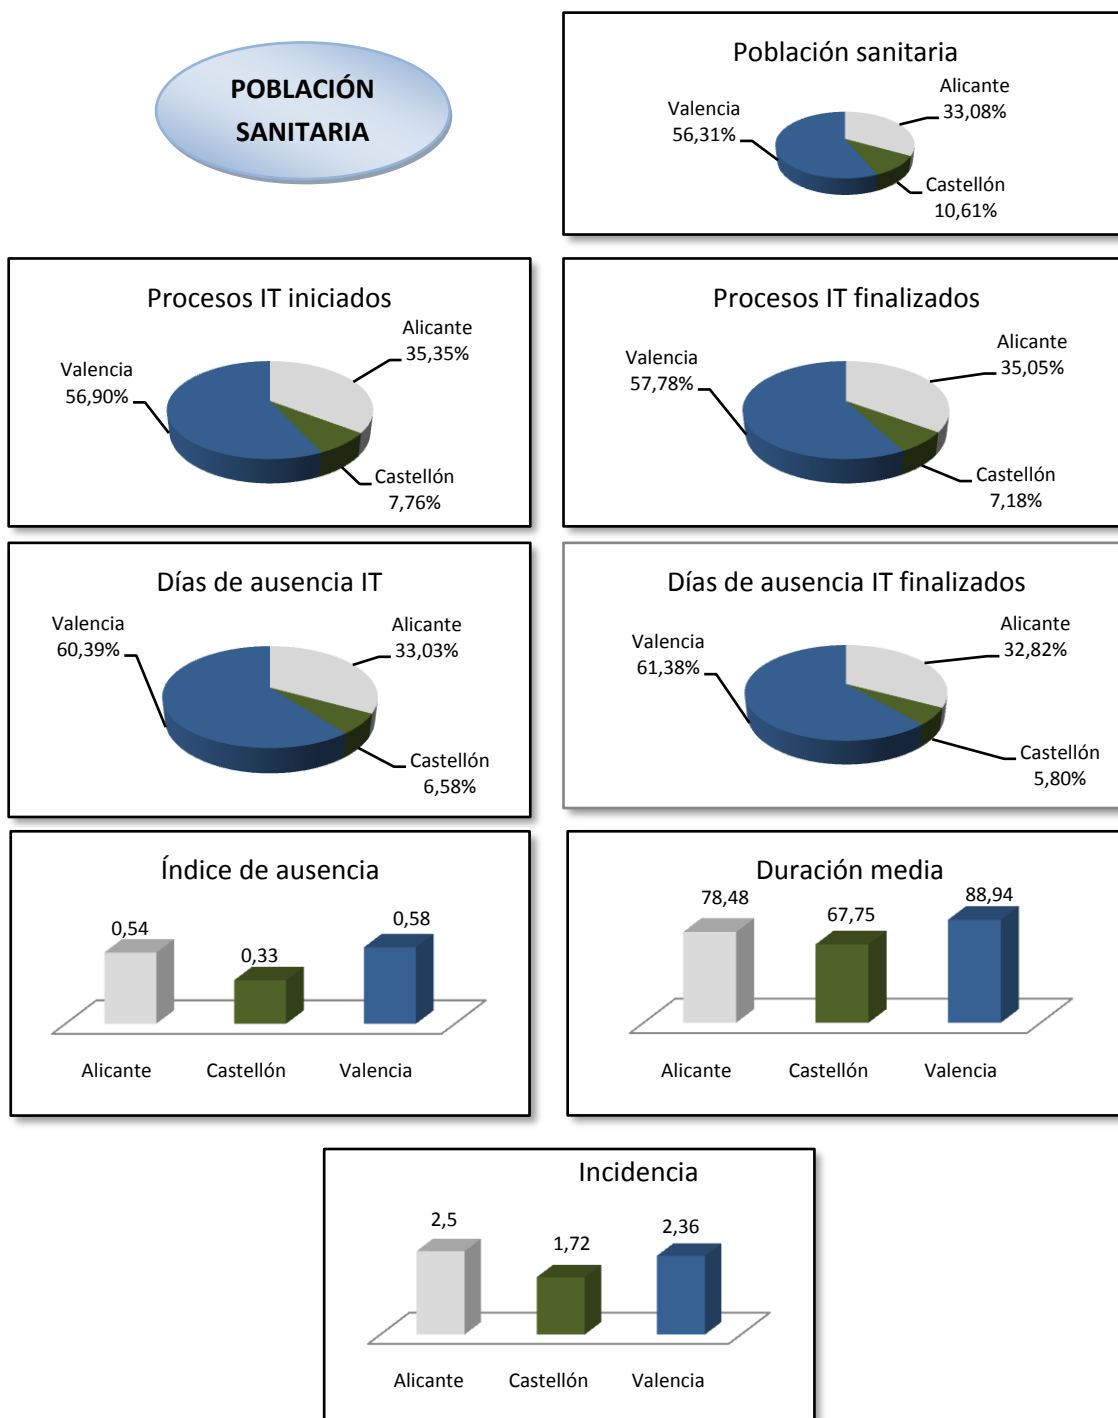 POBLACIÓN
SANITARIA
Población sanitaria
Alicante
33,08%
Valencia
56,31%
Castellón
10,61%
Procesos IT iniciados
Alicante
35,35%
Valencia
56,90%
Castellón
7,76%
Procesos IT finalizados
Alicante
35,05%
Valencia
57,78%
Castellón
7,18%
Días de ausencia IT
Valencia
60,39%
Alicante
33,03%
Castellón
6,58%
Días de ausencia IT finalizados
Alicante
32,82%
Valencia
61,38%
Castellón
5,80%
Índice de ausencia
0,54
0,33
0,58
Alicante
Castellón
Valencia
Duración media
78,48
67,75
88,94
Alicante
Castellón
Valencia
Incidencia
2,5
1,72
2,36
Alicante
Castellón
Valencia